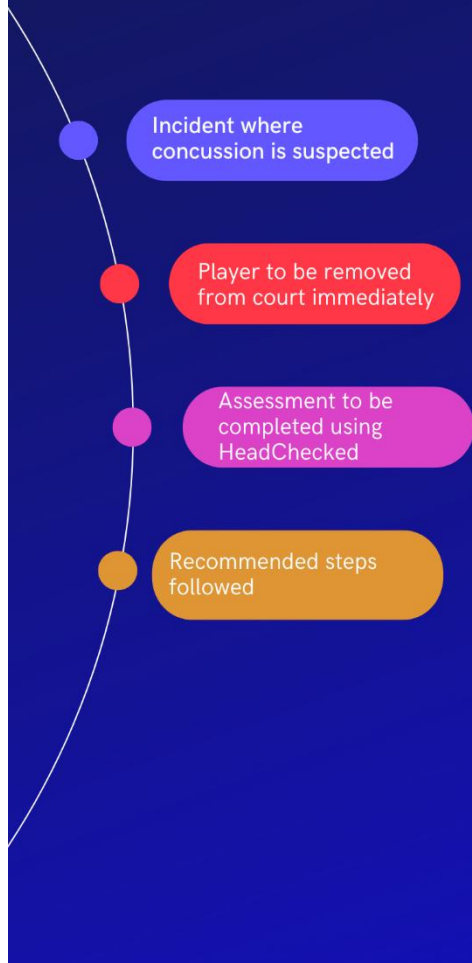 Incident where
concussion is suspected
Player to be removed
from court immediately
Assessment to be
completed using
HeadChecked
Recommended steps
followed